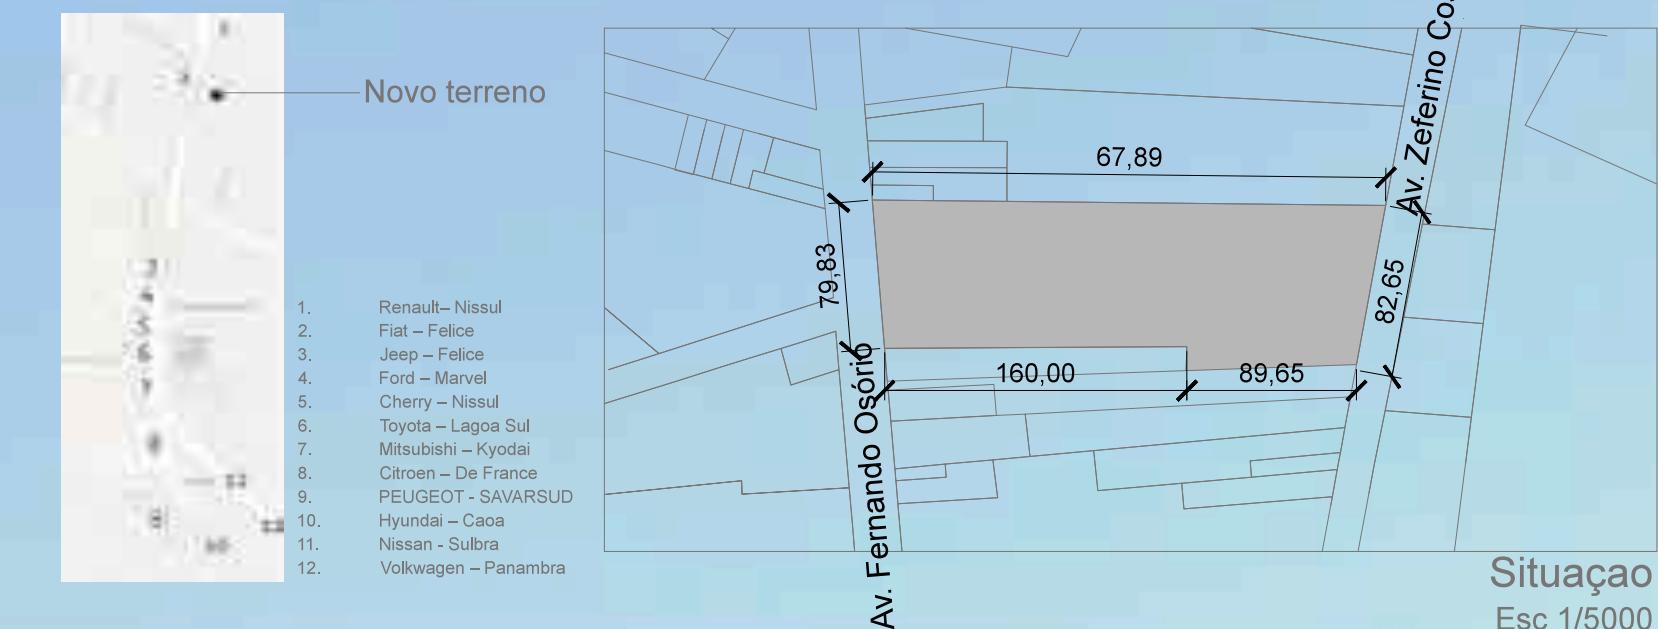 Novo terreno
1. Renault– Nissul
2. Fiat – Felice
3. Jeep – Felice
4. Ford – Marvel
5. Cherry – Nissul
6. Toyota – Lagoa Sul
7. Mitsubishi – Kyodai
8. Citroen – De France
9. PEUGEOT - SAVARSUD
10. Hyundai – Caoa
11. Nissan - Sulbra
12. Volkwagen – Panambra
Av. Zeferino Cos
67,89
79,83
82,65
160,00
89,65
Av. Fernando Osório
Situaçao
Esc 1/5000